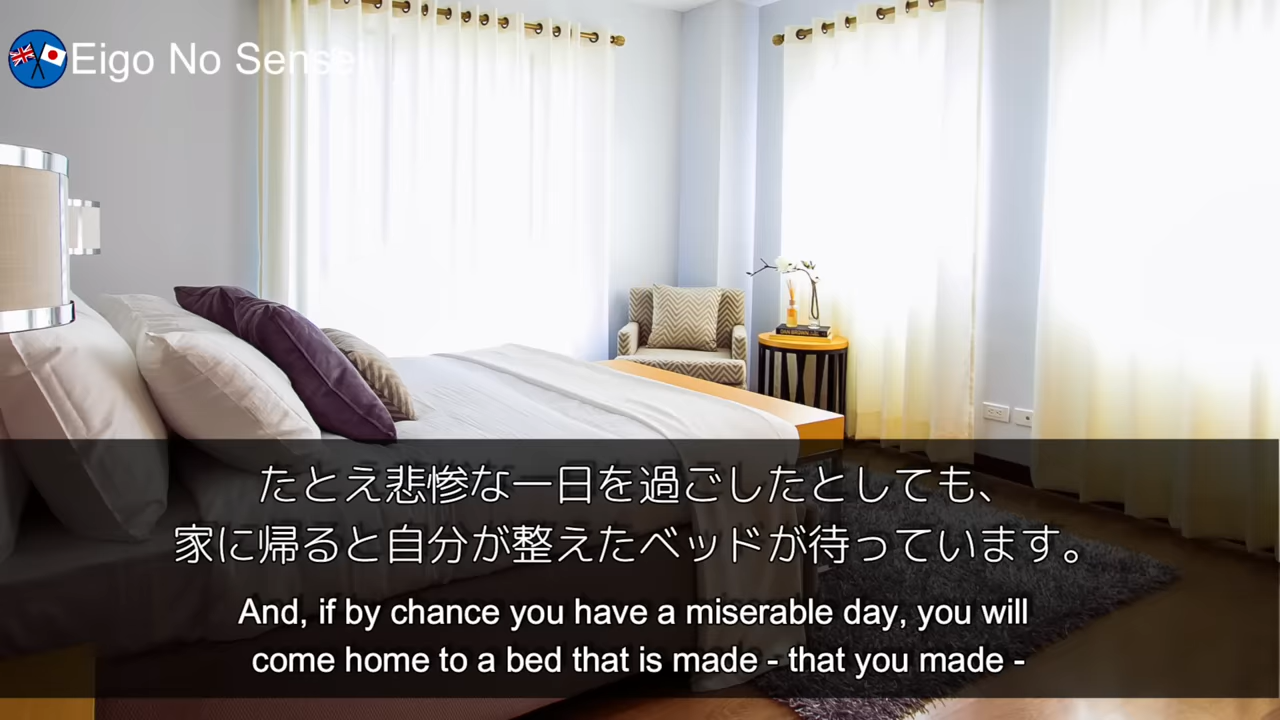 Eigo No Sensei
たとえ悲惨な一日を過ごしたとしても、
家に帰ると自分が整えたベッドが待っています。
And, if by chance you have a miserable day, you will
come home to a bed that is made - that you made -